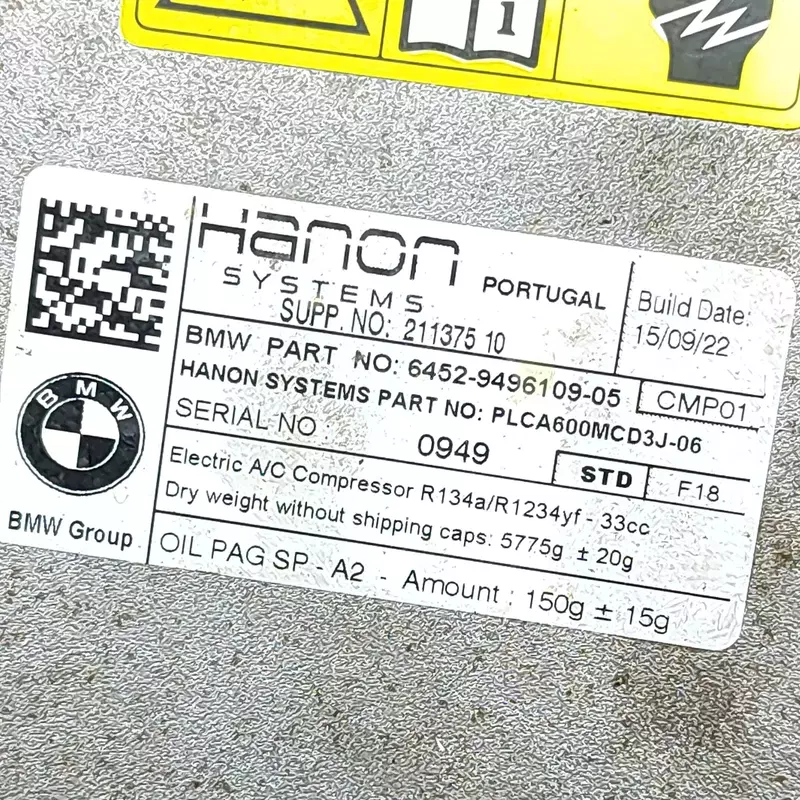 1
Hanon
SYSTEMS
PORTUGAL
Build Date:
15/09/22
SUPP. NO: 211375 10
BMW PART NO: 6452-9496109-05
CMP01
HANON SYSTEMS PART NO: PLCA600MCD3J-06
SERIAL NO :
0949
STD
F18
Electric A/C Compressor R134a/R1234yf - 33cc
Dry weight without shipping caps: 5775g ± 20g
OIL PAG SP - A2 - Amount : 150g ± 15g
BMW
BMW Group